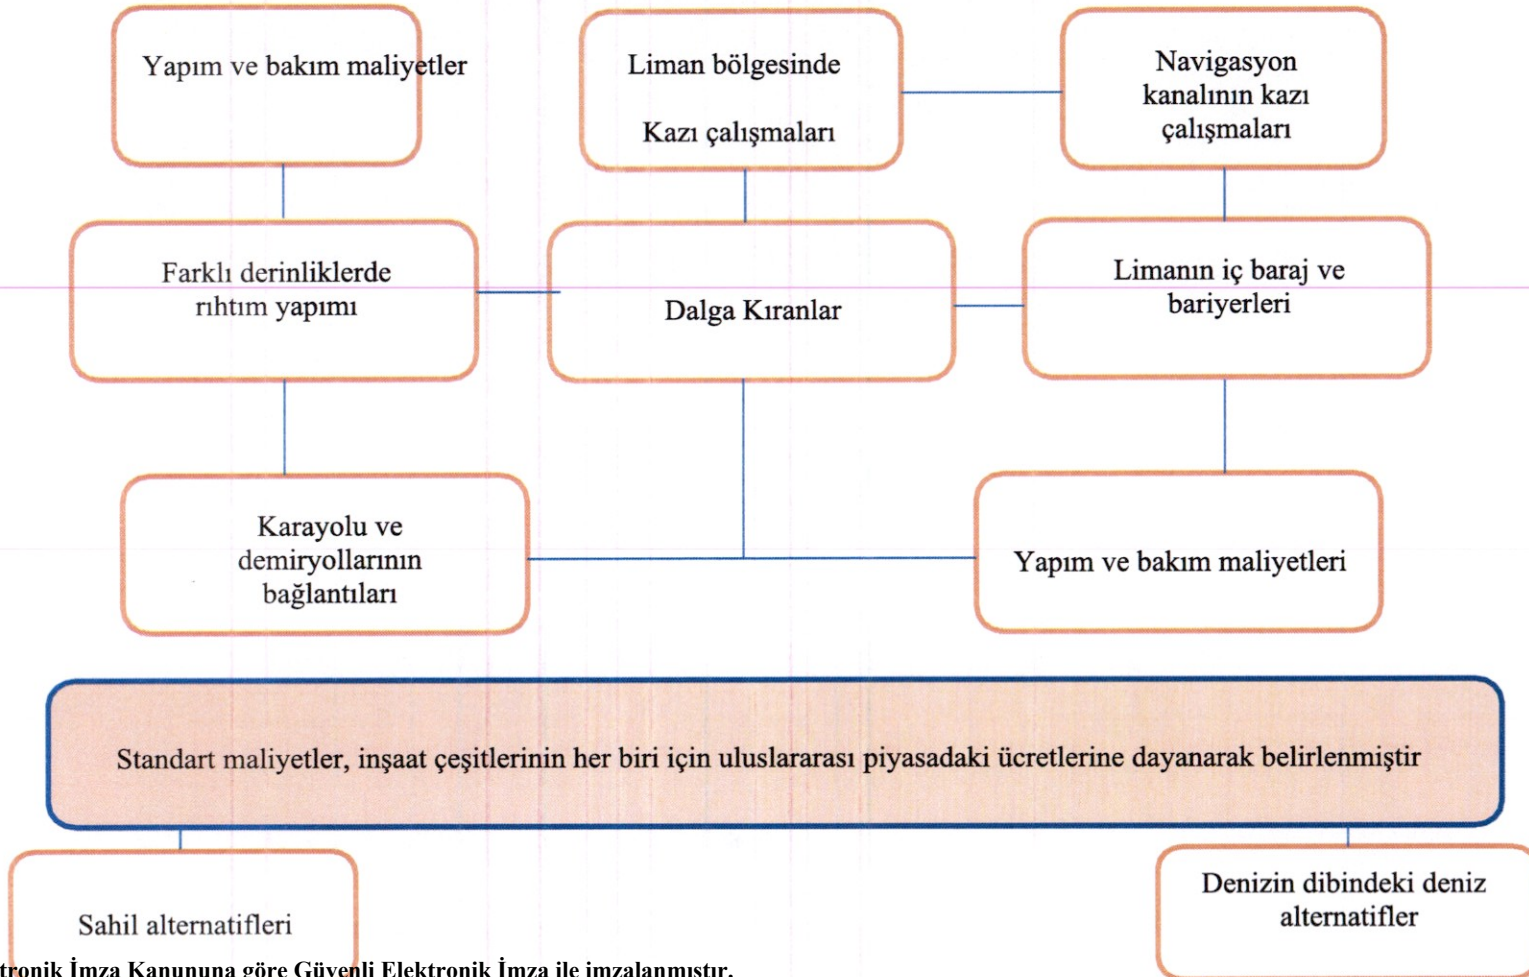 Yapım ve bakım maliyetler
Liman bölgesinde
Kazı çalışmaları
Navigasyon
kanalının kazı
çalışmaları
Farklı derinliklerde
rıhtım yapımı
Dalga Kıranlar
Limanın iç baraj ve
bariyerleri
Karayolu ve
demiryollarının
bağlantıları
Yapım ve bakım maliyetleri
Standart maliyetler, inşaat çeşitlerinin her biri için uluslararası piyasadaki ücretlerine dayanarak belirlenmiştir
Sahil alternatifleri
Denizin dibindeki deniz
alternatifler
tronik İmza Kanununa göre Güvenli Elektronik İmza ile imzalanmıştır.